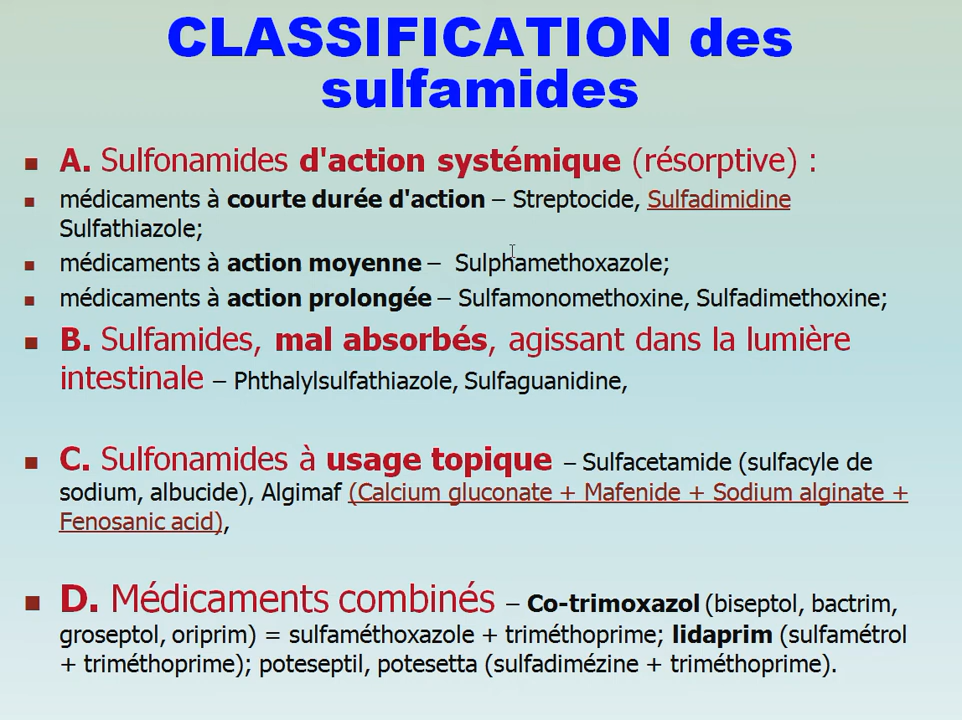 CLASSIFICATION des
sulfamides
A. Sulfonamides d'action systémique (résorptive) :
médicaments à courte durée d'action – Streptocide, Sulfadimidine
Sulfathiazole;
médicaments à action moyenne – Sulphamethoxazole;
médicaments à action prolongée – Sulfamonomethoxine, Sulfadimethoxine;
B. Sulfamides, mal absorbés, agissant dans la lumière
intestinale – Phthalylsulfathiazole, Sulfaguanidine,
C. Sulfonamides à usage topique – Sulfacetamide (sulfacyle de
sodium, albucide), Algimaf (Calcium gluconate + Mafenide + Sodium alginate +
Fenosanic acid),
D. Médicaments combinés – Co-trimoxazol (biseptol, bactrim,
groseptol, oriprim) = sulfaméthoxazole + triméthoprime; lidaprim (sulfamétrol
+ triméthoprime); poteseptil, potesetta (sulfadimézine + triméthoprime).